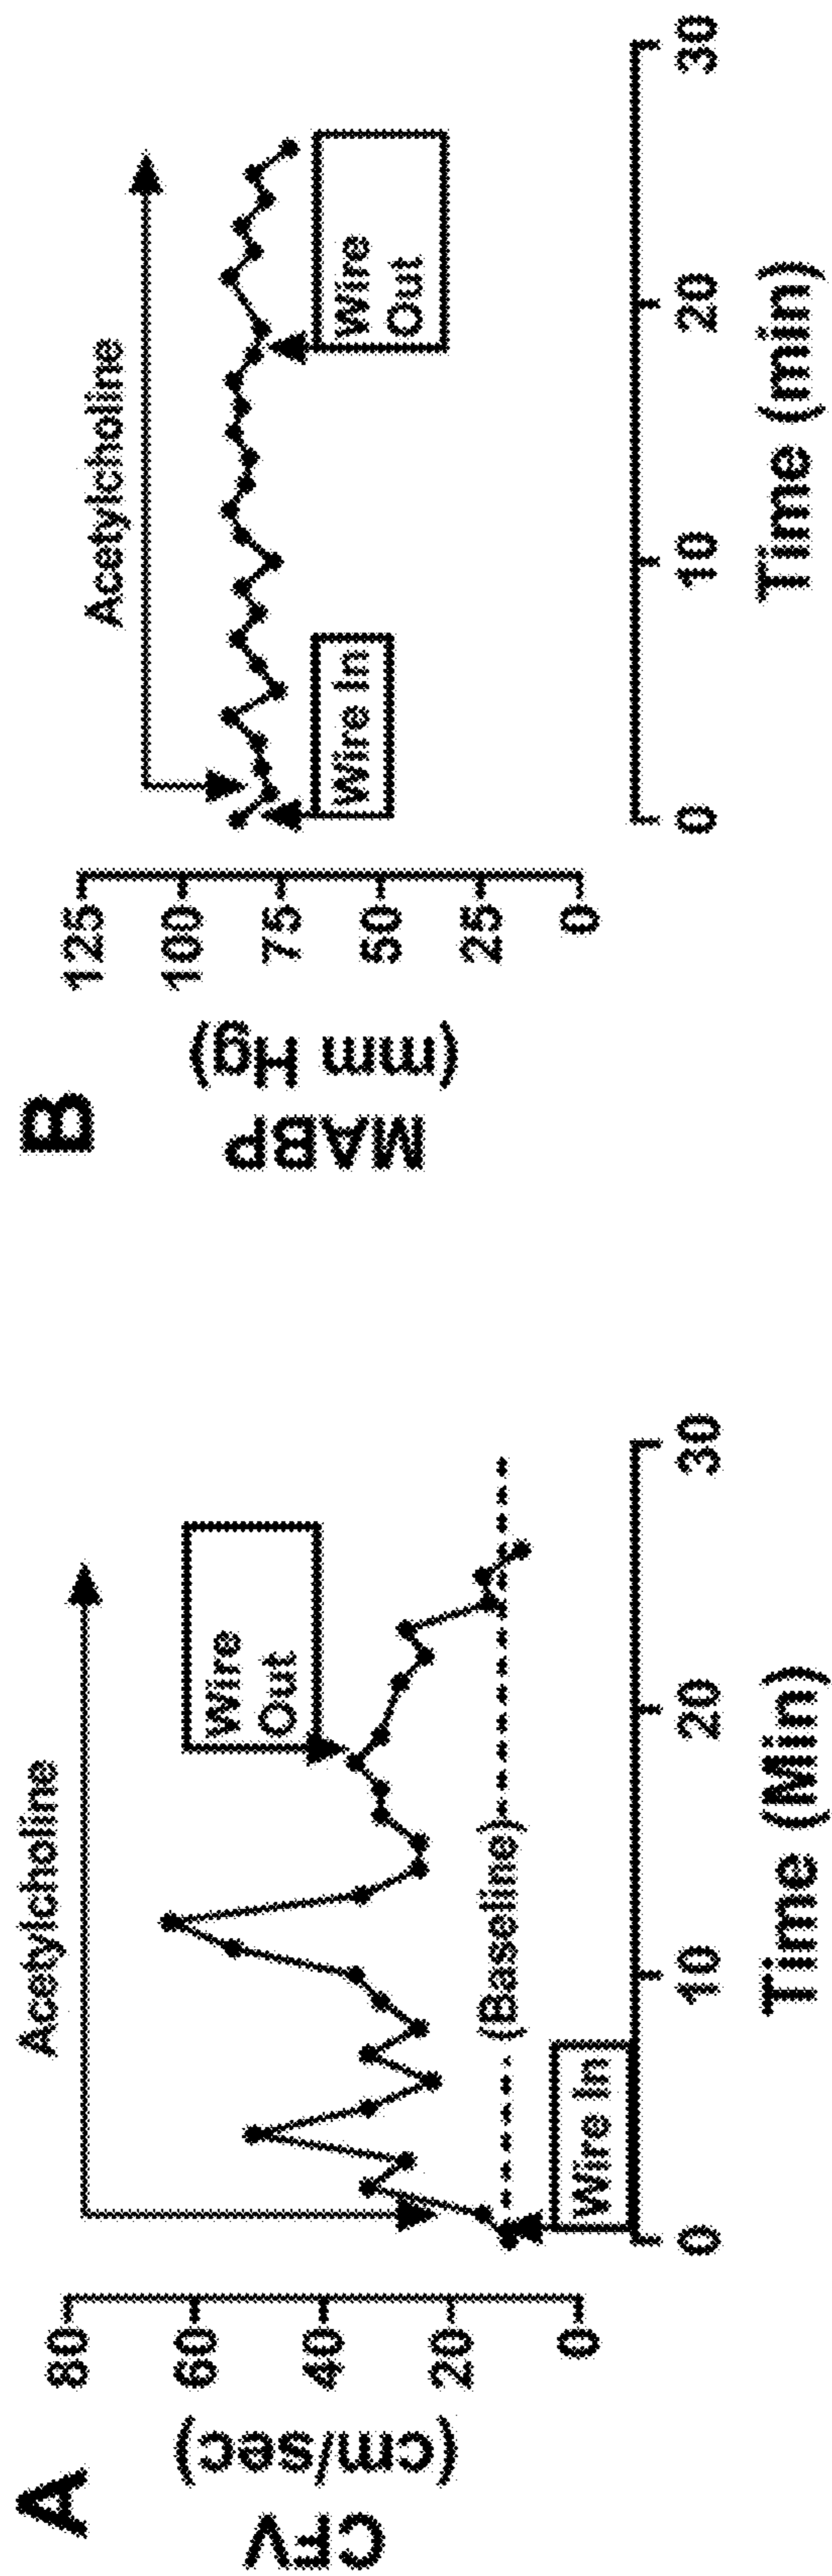 A
CFV
(cm/sec)
80
60
40
20
0
Acetylcholine
Wire
Out
(Baseline)
Wire In
0
10
20
30
Time (Min)
B
MABP
(mm Hg)
125
100
75
50
25
0
Acetylcholine
Wire In
Wire
Out
0
10
20
30
Time (min)